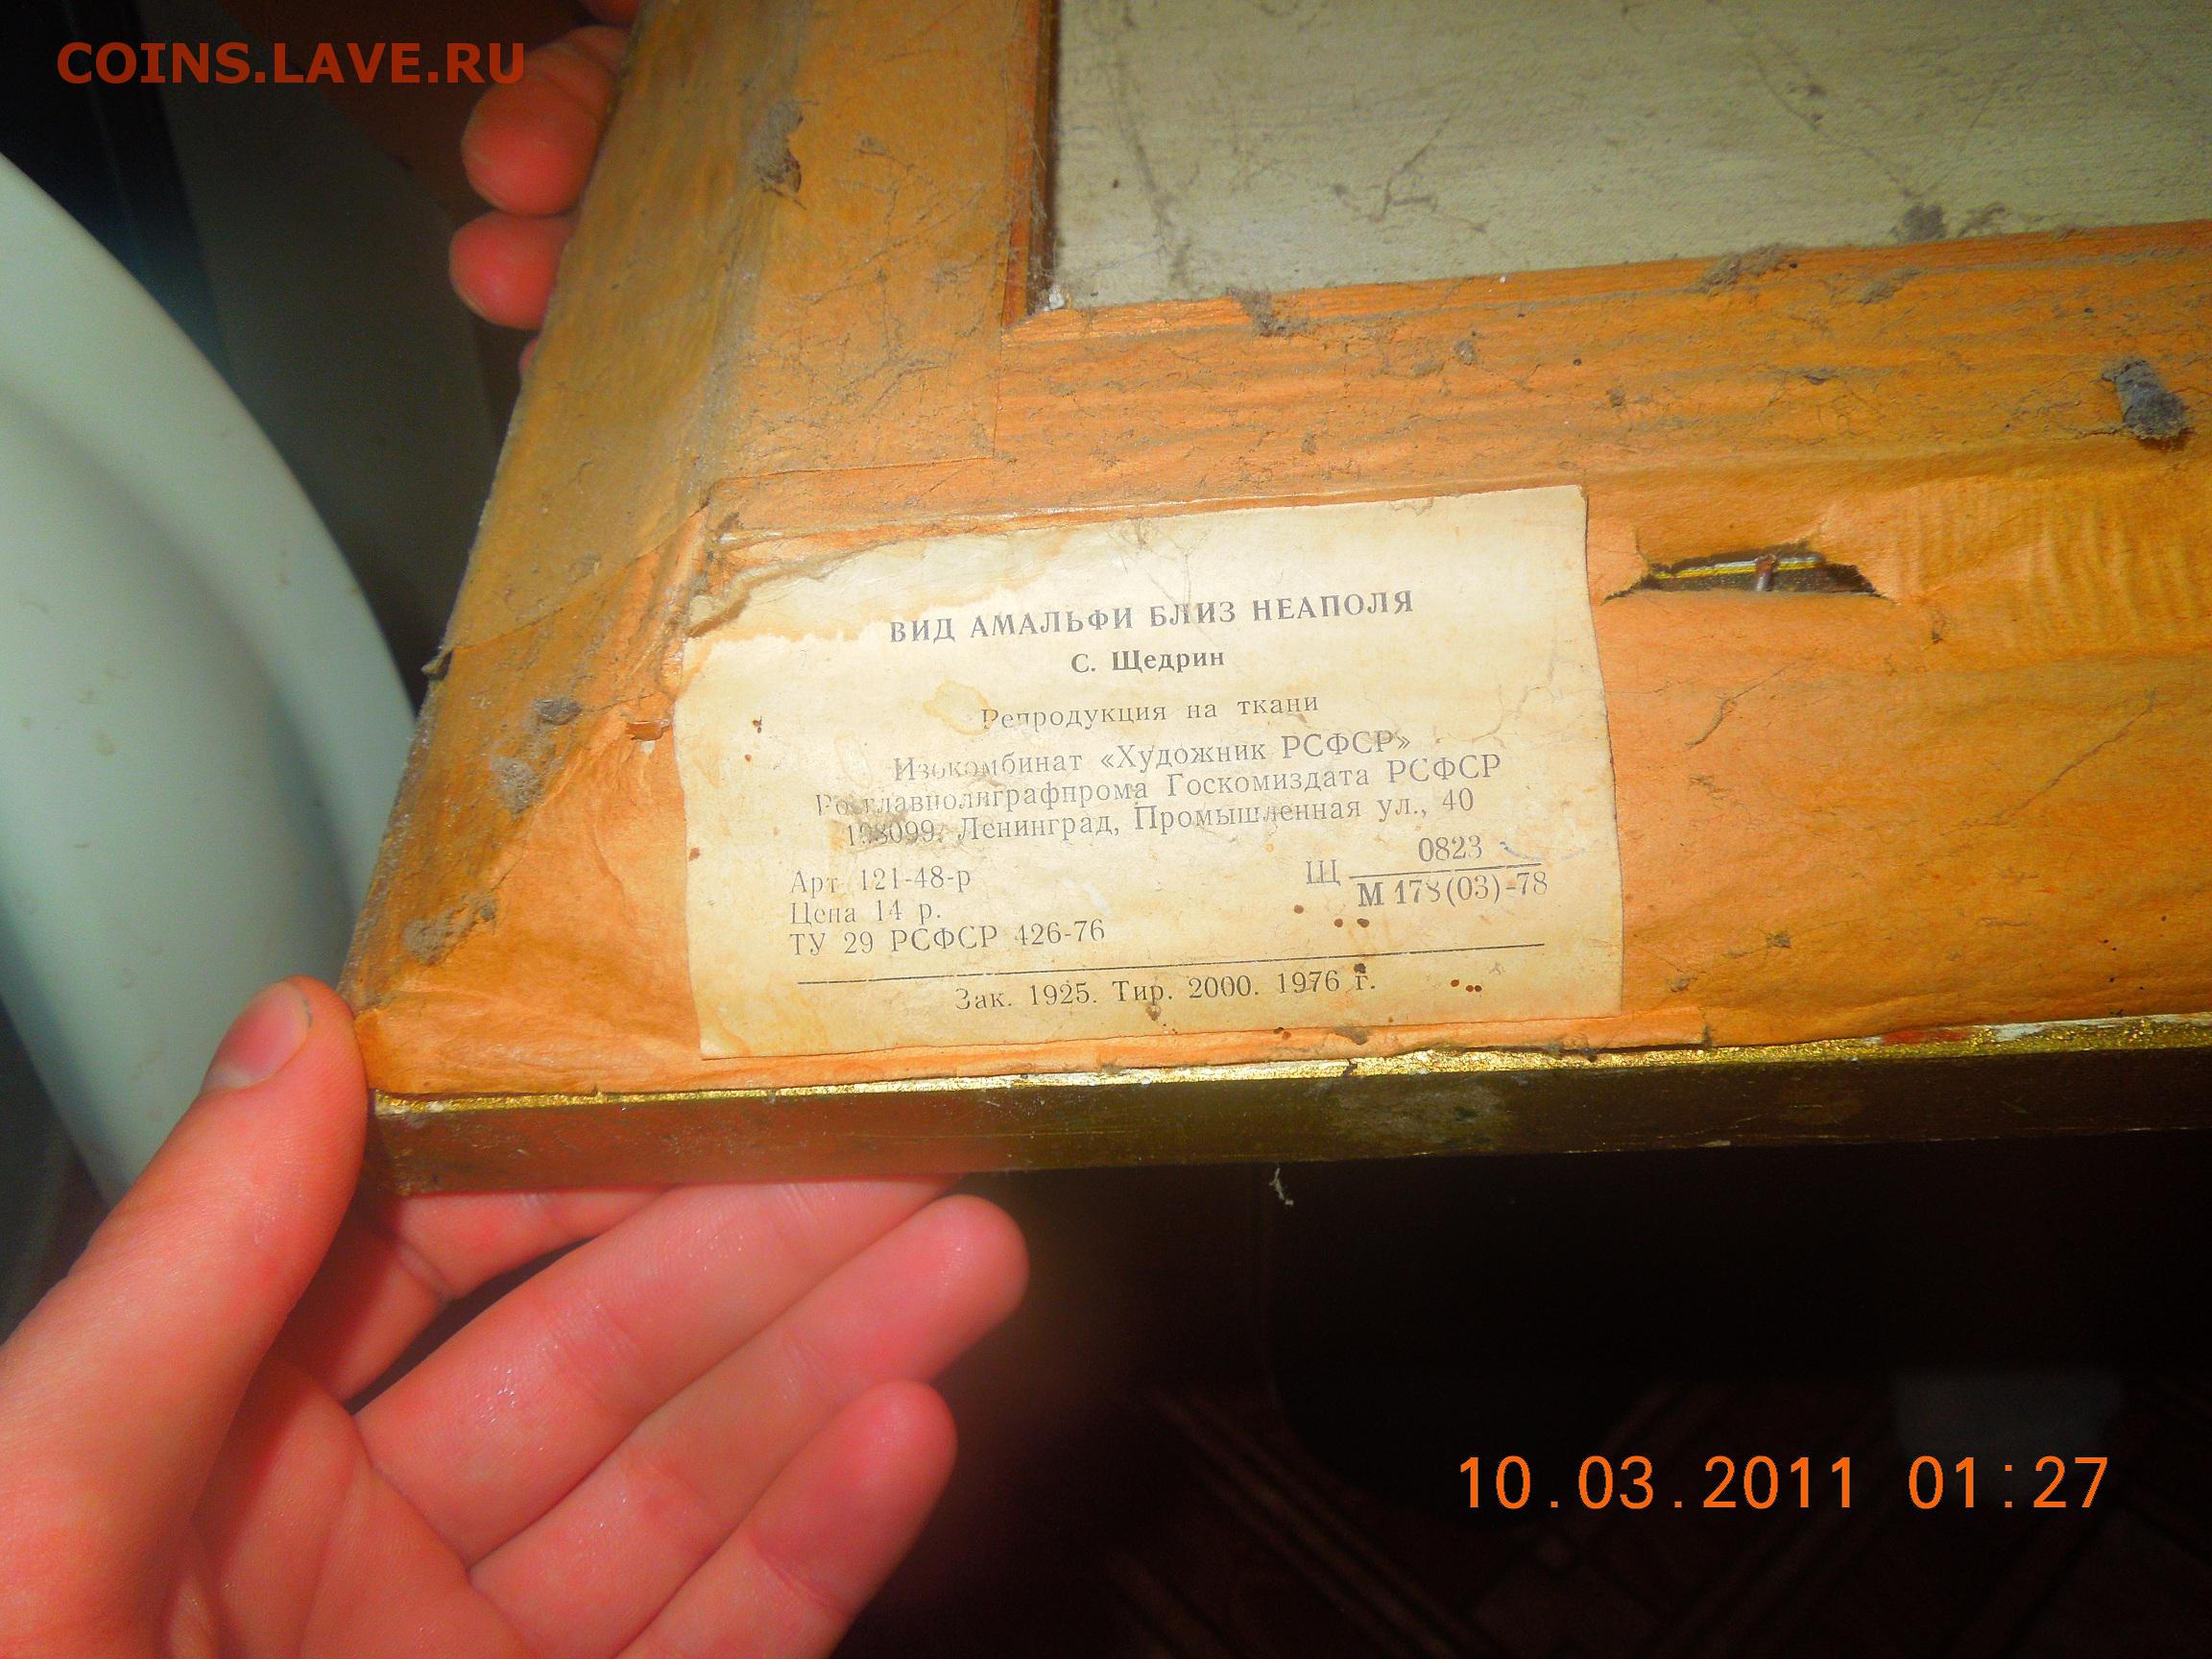 COINS.LAVE.RU
ВИД АМАЛЬФИ БЛИЗ НЕАПОЛЯ
С. Щедрин
Репродукция на ткани
Изокомбинат «Художник РСФСР»
Росглавполиграфпрома Госкомиздата РСФСР
198099, Ленинград, Промышленная ул., 40
Арт 121-48-р
Цена 14 р.
ТУ 29 РСФСР 426-76
Щ 0823
М 178(03)-78
Зак. 1925. Тир. 2000. 1976 г.
10.03.2011 01:27